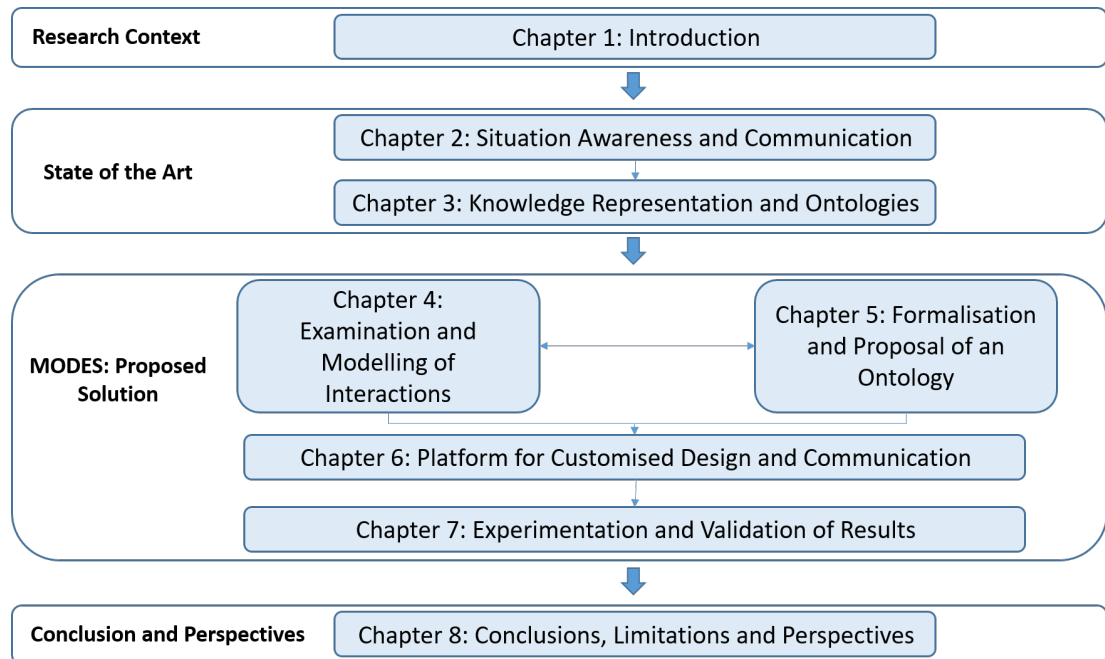 Research Context
Chapter 1: Introduction
State of the Art
Chapter 2: Situation Awareness and Communication
Chapter 3: Knowledge Representation and Ontologies
MODES: Proposed
Solution
Chapter 4:
Examination and
Modelling of
Interactions
Chapter 5: Formalisation
and Proposal of an
Ontology
Chapter 6: Platform for Customised Design and Communication
Chapter 7: Experimentation and Validation of Results
Conclusion and Perspectives
Chapter 8: Conclusions, Limitations and Perspectives